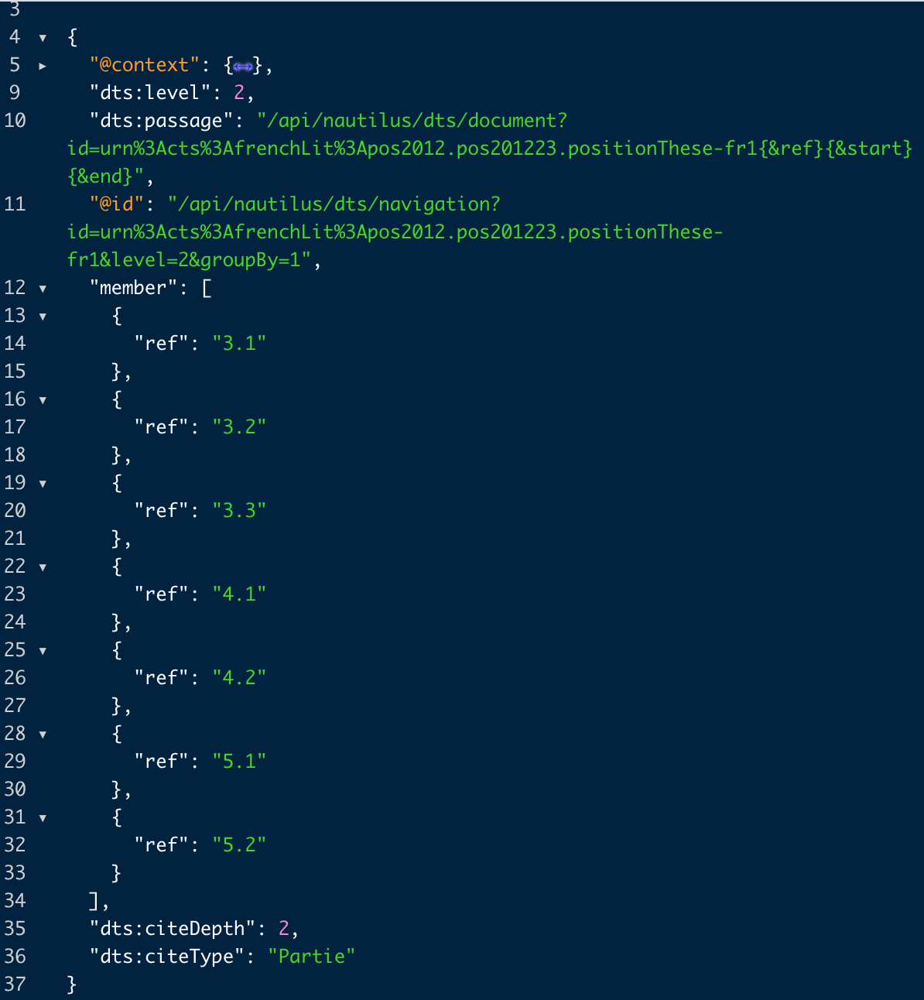 3
4 ▾ {
5 ▸ "@context": {↔},
9 "dts:level": 2,
10 "dts:passage": "/api/nautilus/dts/document?
id=urn%3Acts%3AfrenchLit%3Apos2012.pos201223.positionThese-fr1{&ref}{&start}
{&end}",
11 "@id": "/api/nautilus/dts/navigation?
id=urn%3Acts%3AfrenchLit%3Apos2012.pos201223.positionThese-
fr1&level=2&groupBy=1",
12 ▾ "member": [
13 ▾ {
14 "ref": "3.1"
15 },
16 ▾ {
17 "ref": "3.2"
18 },
19 ▾ {
20 "ref": "3.3"
21 },
22 ▾ {
23 "ref": "4.1"
24 },
25 ▾ {
26 "ref": "4.2"
27 },
28 ▾ {
29 "ref": "5.1"
30 },
31 ▾ {
32 "ref": "5.2"
33 }
34 ],
35 "dts:citeDepth": 2,
36 "dts:citeType": "Partie"
37 }